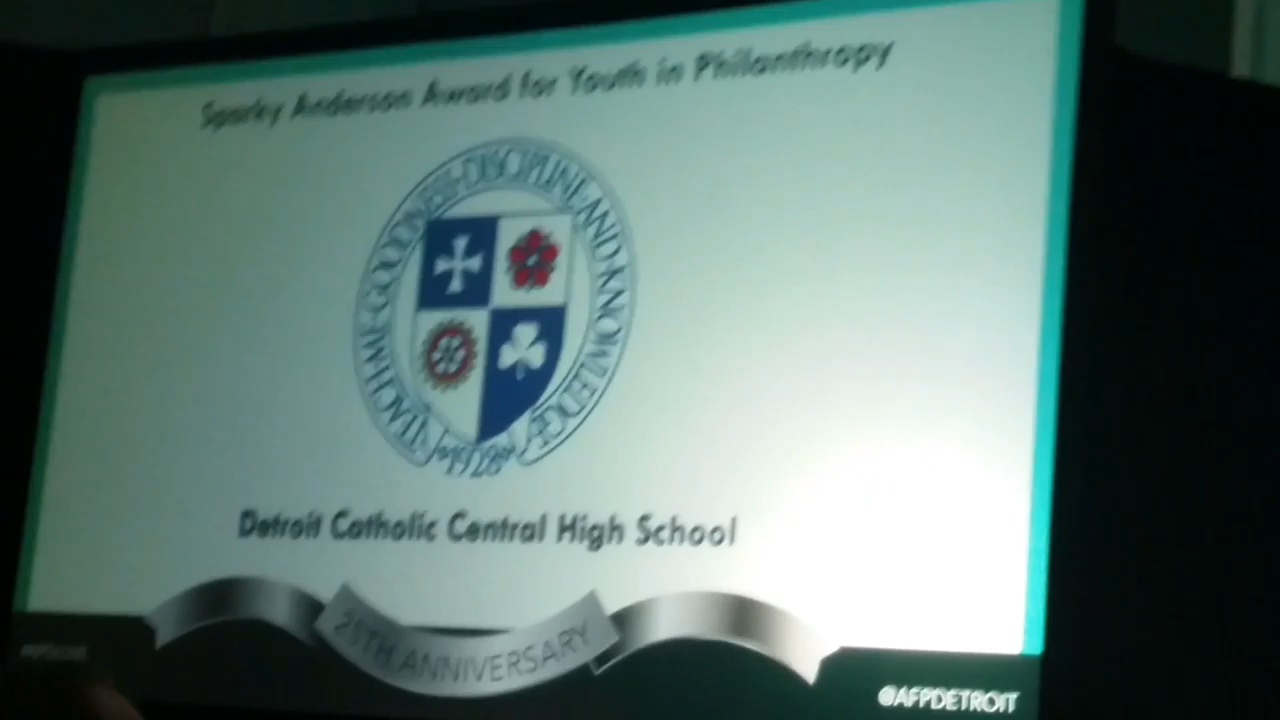 Sparky Anderson Award for Youth in Philanthropy
TEACH ME GOODNESS DISCIPLINE AND KNOWLEDGE
1928
Detroit Catholic Central High School
25TH ANNIVERSARY
@AFPDETROIT